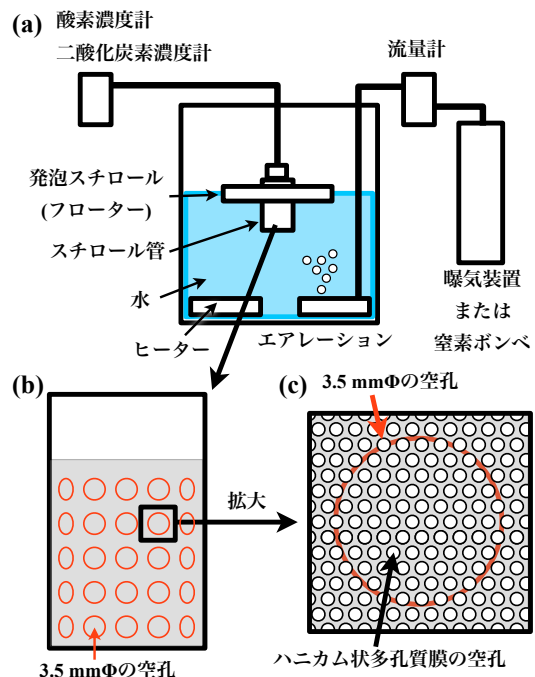 (a)
酸素濃度計
二酸化炭素濃度計
流量計
発泡スチロール
(フローター)
スチロール管
水
ヒーター
エアレーション
曝気装置
または
窒素ボンベ
(b)
(c)
3.5 mmΦの空孔
拡大
3.5 mmΦの空孔
ハニカム状多孔質膜の空孔